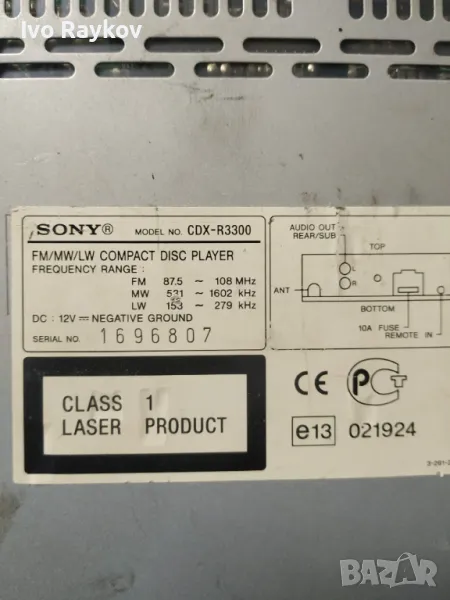 Ivo Raykov
SONY® MODEL NO. CDX-R3300
FM/MW/LW COMPACT DISC PLAYER
FREQUENCY RANGE :
FM 87.5 ~ 108 MHz
MW 531 ~ 1602 kHz
LW 153 ~ 279 kHz
DC : 12V NEGATIVE GROUND
SERIAL NO. 1696807
AUDIO OUT
REAR/SUB
TOP
L
R
ANT
BOTTOM
10A FUSE
REMOTE IN
CLASS 1
LASER PRODUCT
CE
e13 021924
bazar